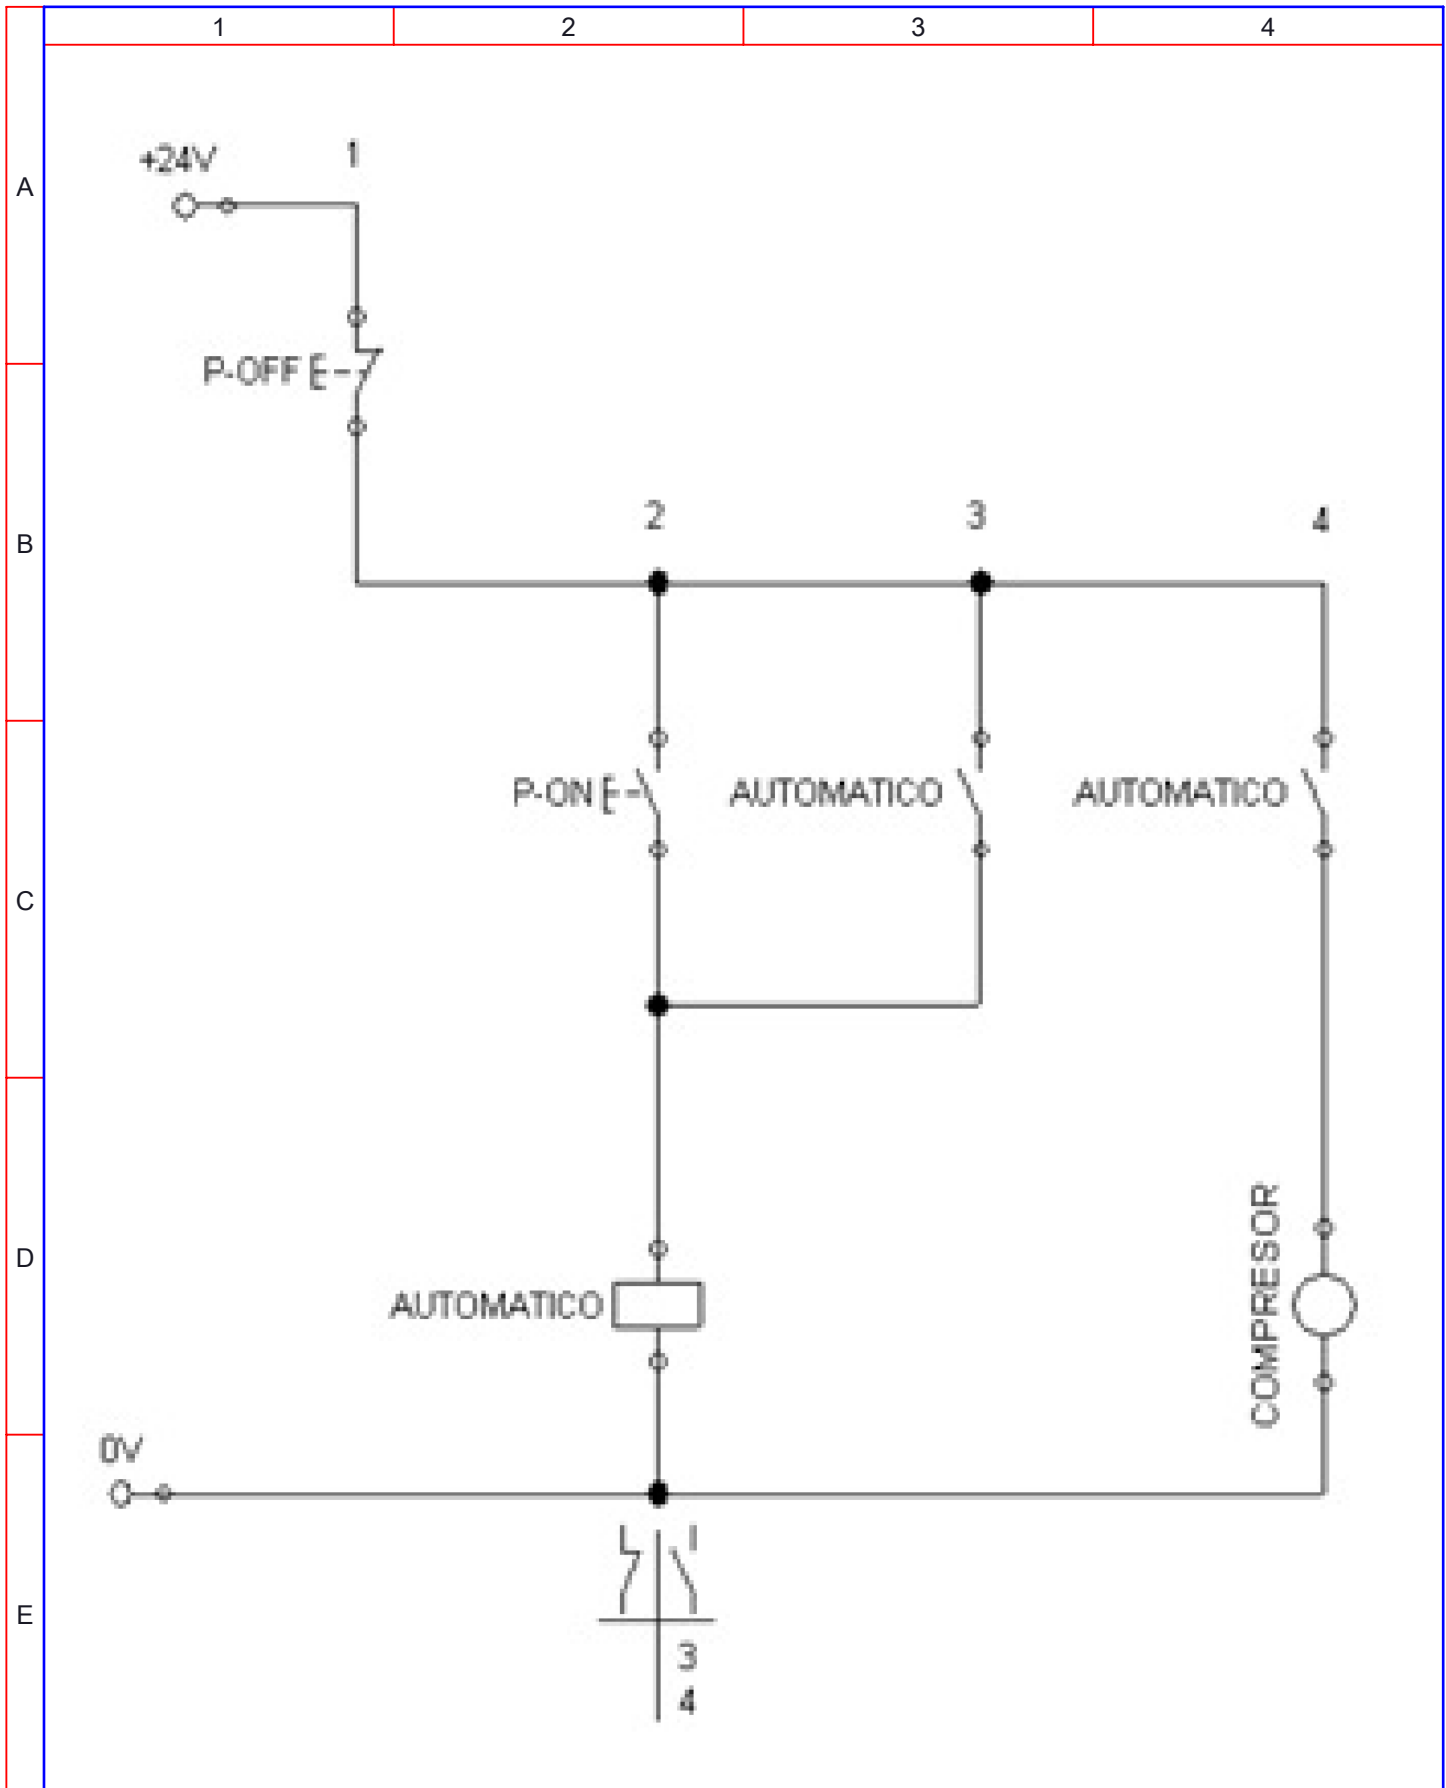 1 2 3 4
A
+24V 1
P-OFF
B
2 3 4
P-ON AUTOMATICO AUTOMATICO
C
D
AUTOMATICO
COMPRESOR
0V
E
3
4